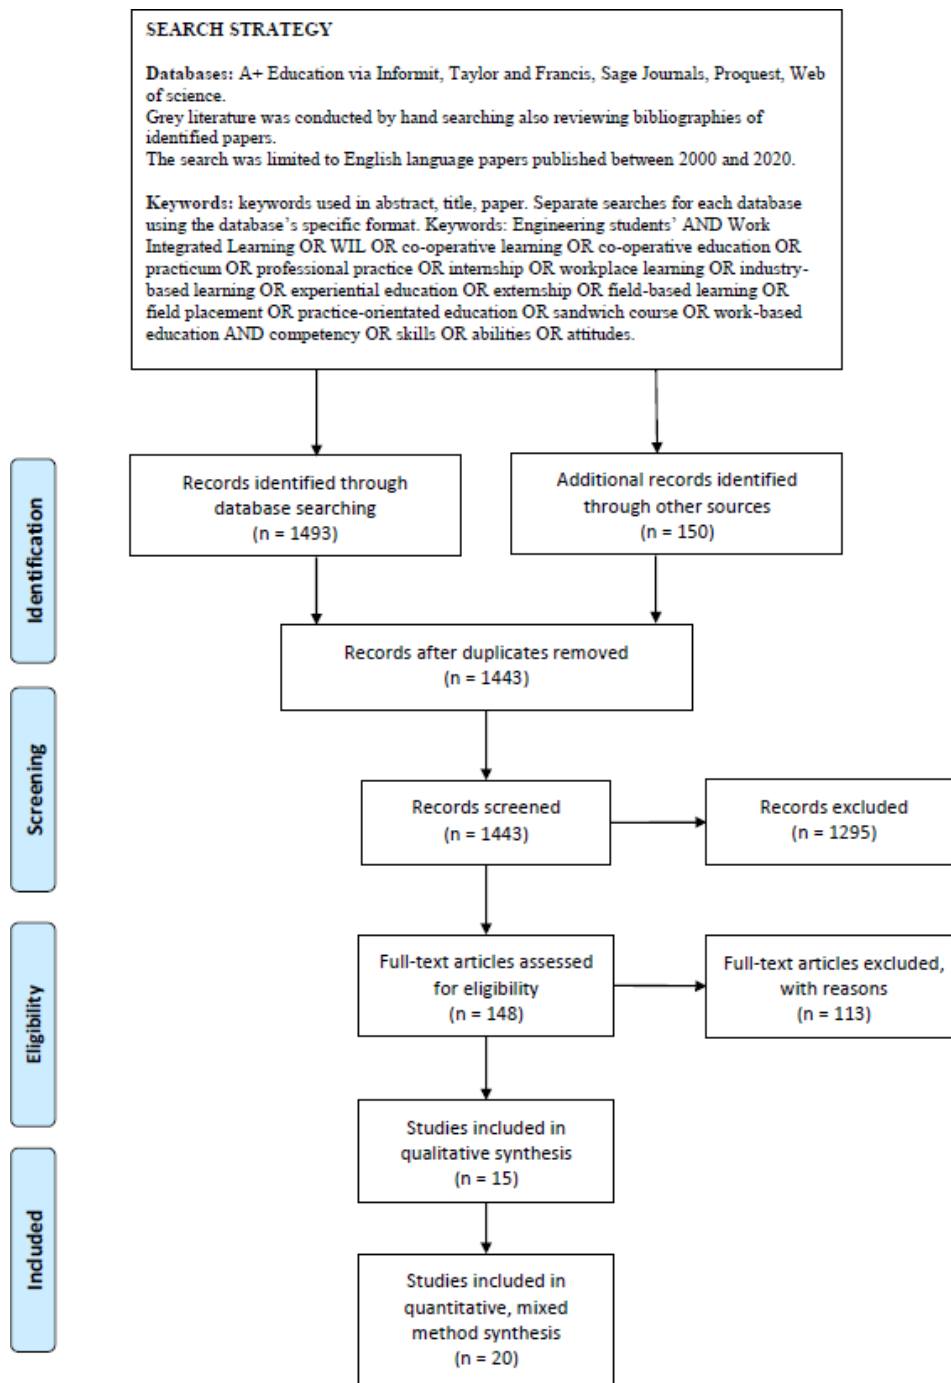 SEARCH STRATEGY
Databases: A+ Education via Informit, Taylor and Francis, Sage Journals, Proquest, Web
of science.
Grey literature was conducted by hand searching also reviewing bibliographies of
identified papers.
The search was limited to English language papers published between 2000 and 2020.
Keywords: keywords used in abstract, title, paper. Separate searches for each database
using the database's specific format. Keywords: Engineering students' AND Work
Integrated Learning OR WIL OR co-operative learning OR co-operative education OR
practicum OR professional practice OR internship OR workplace learning OR industry-
based learning OR experiential education OR externship OR field-based learning OR
field placement OR practice-orientated education OR sandwich course OR work-based
education AND competency OR skills OR abilities OR attitudes.
Identification
Records identified through
database searching
(n = 1493)
Additional records identified
through other sources
(n = 150)
Records after duplicates removed
(n = 1443)
Screening
Records screened
(n = 1443)
Records excluded
(n = 1295)
Eligibility
Full-text articles assessed
for eligibility
(n = 148)
Full-text articles excluded,
with reasons
(n = 113)
Included
Studies included in
qualitative synthesis
(n = 15)
Studies included in
quantitative, mixed
method synthesis
(n = 20)